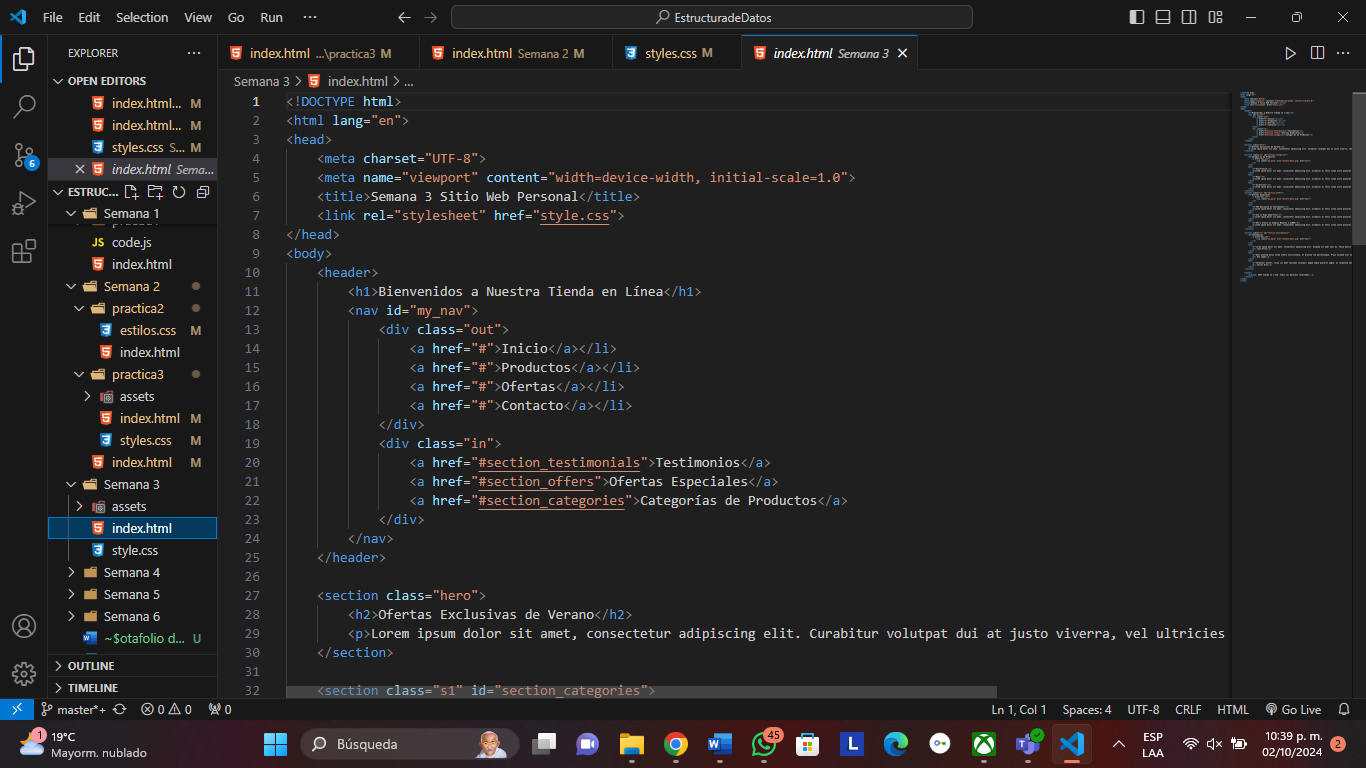 File Edit Selection View Go Run ··· EstructuradeDatos
EXPLORER ···
OPEN EDITORS
index.html... M
index.html... M
styles.css S... M
index.html Sema...
ESTRUC...
Semana 1
code.js
index.html
Semana 2
practica2
estilos.css M
index.html
practica3
assets
index.html M
styles.css M
index.html M
Semana 3
assets
index.html
style.css
Semana 4
Semana 5
Semana 6
~$otafolio d... U
OUTLINE
TIMELINE
6
index.html ...\practica3 M index.html Semana 2 M styles.css M index.html Semana 3
Semana 3 > index.html > ...
1 <!DOCTYPE html>
2 <html lang="en">
3 <head>
4 <meta charset="UTF-8">
5 <meta name="viewport" content="width=device-width, initial-scale=1.0">
6 <title>Semana 3 Sitio Web Personal</title>
7 <link rel="stylesheet" href="style.css">
8 </head>
9 <body>
10 <header>
11 <h1>Bienvenidos a Nuestra Tienda en Línea</h1>
12 <nav id="my_nav">
13 <div class="out">
14 <a href="#">Inicio</a></li>
15 <a href="#">Productos</a></li>
16 <a href="#">Ofertas</a></li>
17 <a href="#">Contacto</a></li>
18 </div>
19 <div class="in">
20 <a href="#section_testimonials">Testimonios</a>
21 <a href="#section_offers">Ofertas Especiales</a>
22 <a href="#section_categories">Categorías de Productos</a>
23 </div>
24 </nav>
25 </header>
26
27 <section class="hero">
28 <h2>Ofertas Exclusivas de Verano</h2>
29 <p>Lorem ipsum dolor sit amet, consectetur adipiscing elit. Curabitur volutpat dui at justo viverra, vel ultricies
30 </section>
31
32 <section class="s1" id="section_categories">
master*+ 0 0 0 Ln 1, Col 1 Spaces: 4 UTF-8 CRLF HTML Go Live
1 19°C
Mayorm. nublado
Búsqueda
45
L
ESP
LAA
10:39 p. m.
02/10/2024
2